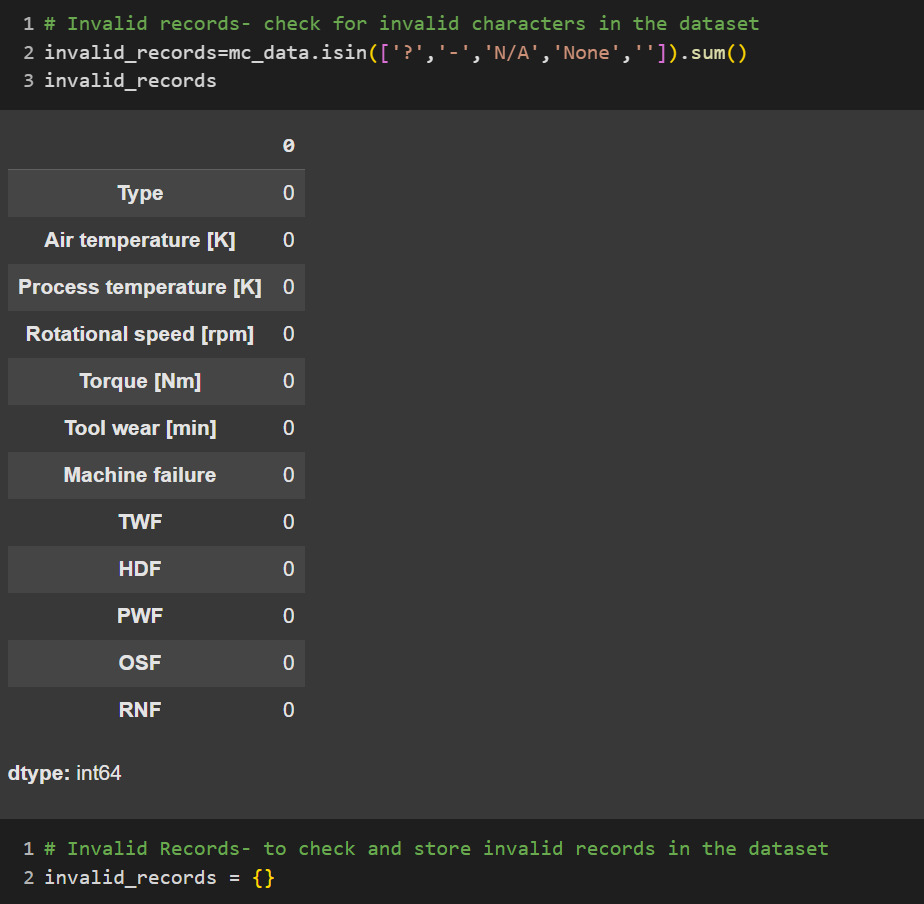 1 # Invalid records- check for invalid characters in the dataset
2 invalid_records=mc_data.isin(['?','-','N/A','None','']).sum()
3 invalid_records
0
Type 0
Air temperature [K] 0
Process temperature [K] 0
Rotational speed [rpm] 0
Torque [Nm] 0
Tool wear [min] 0
Machine failure 0
TWF 0
HDF 0
PWF 0
OSF 0
RNF 0
dtype: int64
1 # Invalid Records- to check and store invalid records in the dataset
2 invalid_records = {}